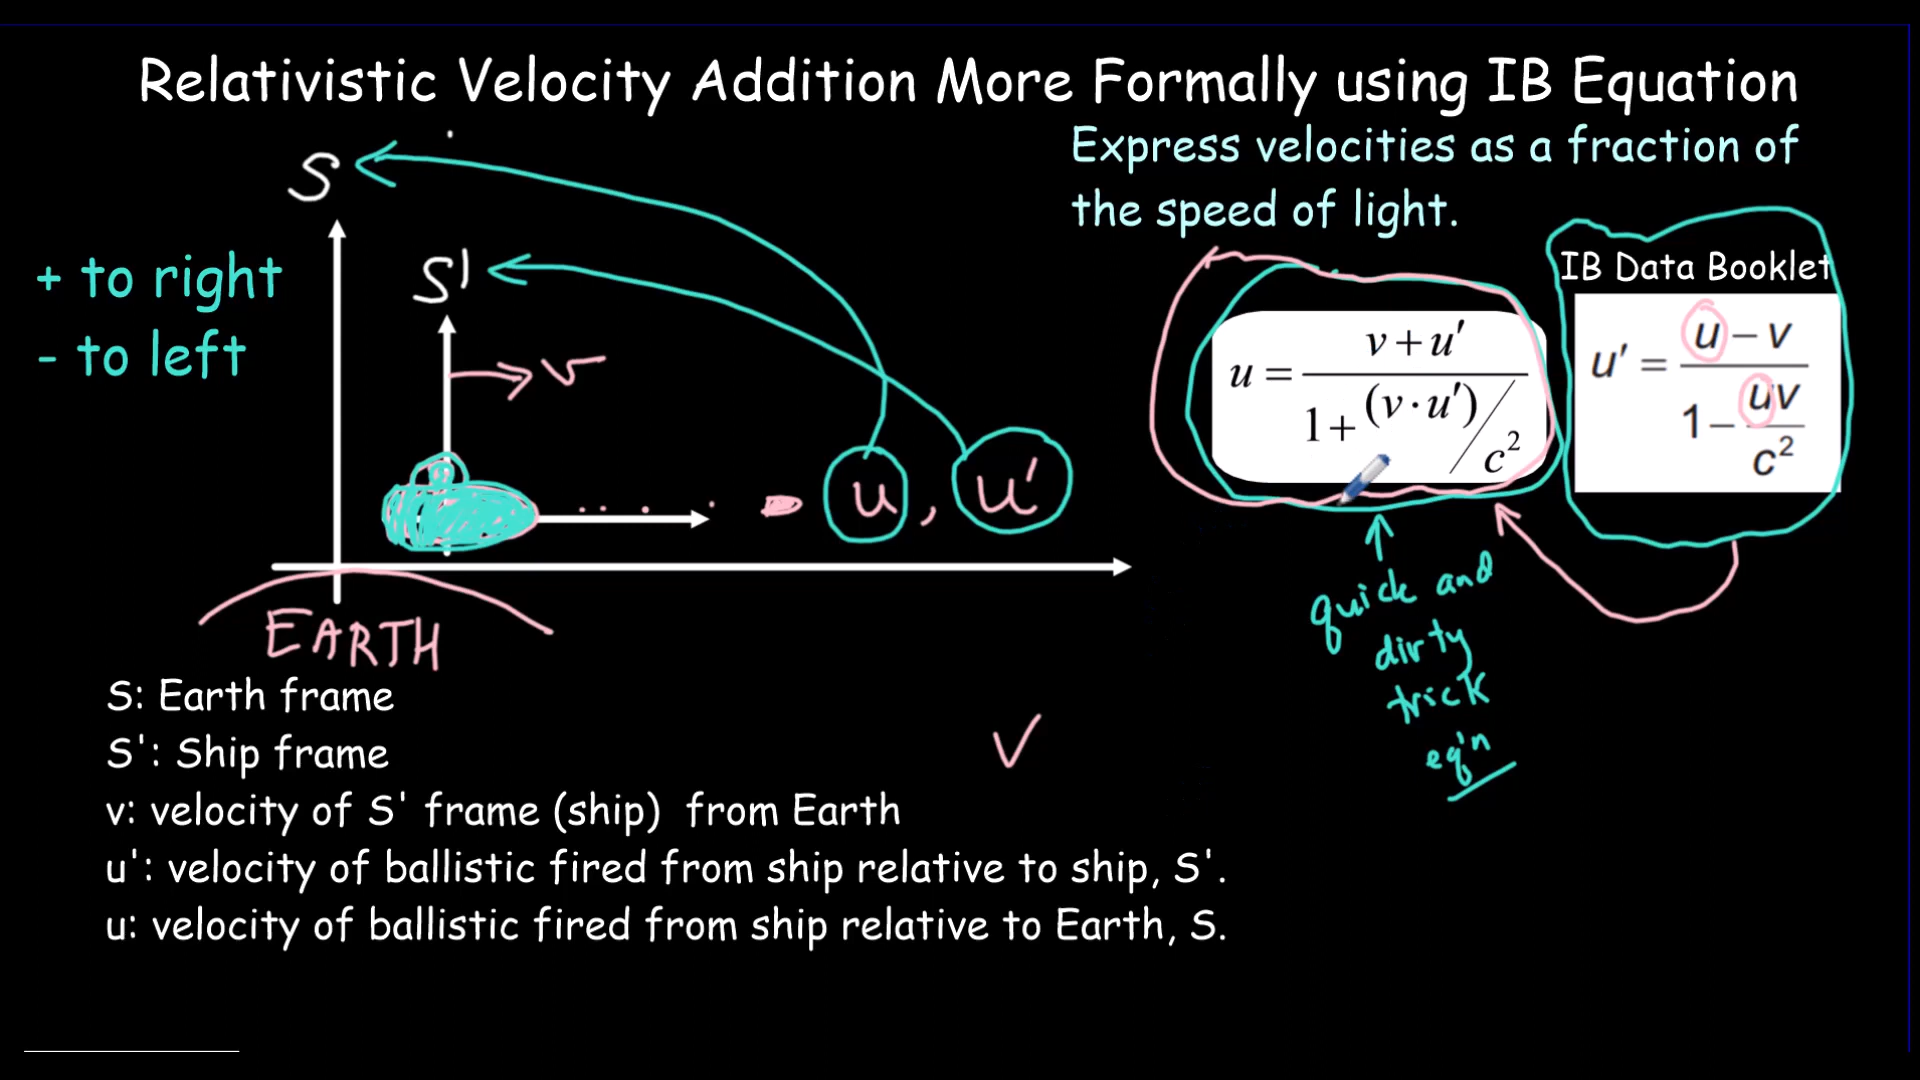 Relativistic Velocity Addition More Formally using IB Equation
Express velocities as a fraction of
the speed of light.
S
+ to right
- to left
S'
v
u , u'
EARTH
u = v + u' / 1 + (v · u') / c²
IB Data Booklet
u' = u − v / 1 − uv / c²
quick and
dirty
trick
eq'n
S: Earth frame
S': Ship frame
v
v: velocity of S' frame (ship) from Earth
u': velocity of ballistic fired from ship relative to ship, S'.
u: velocity of ballistic fired from ship relative to Earth, S.